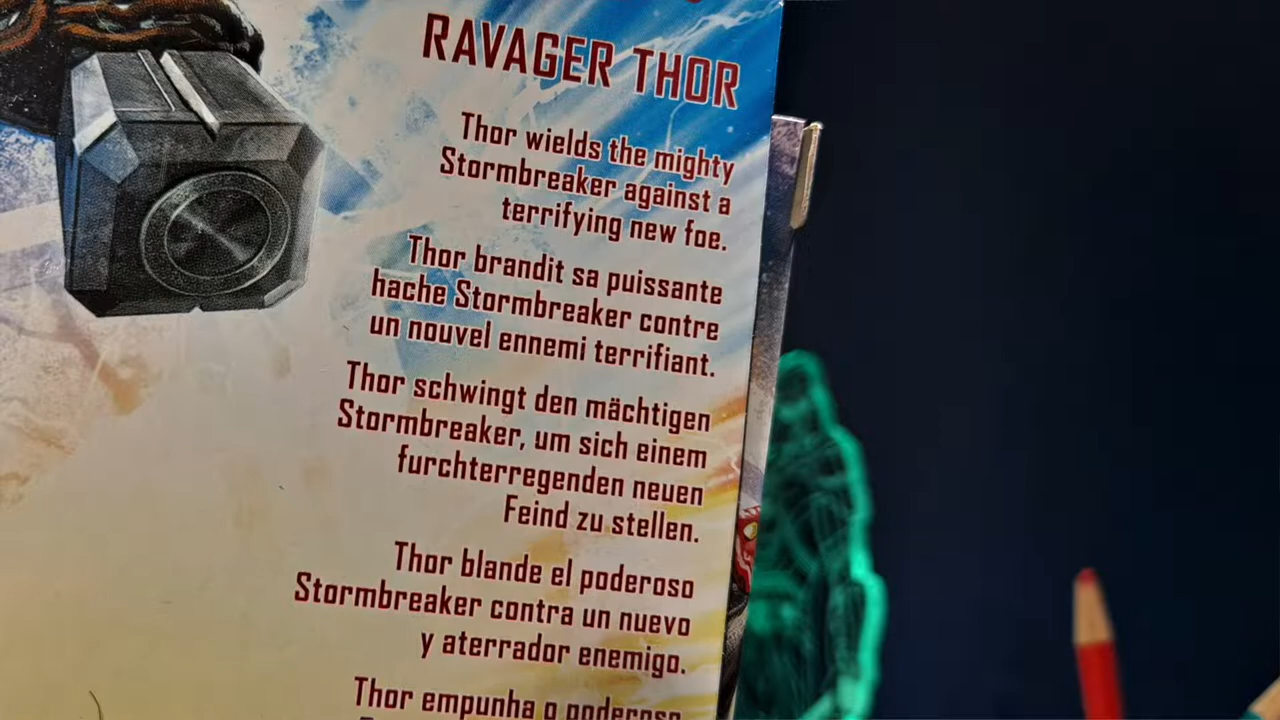 RAVAGER THOR
Thor wields the mighty
Stormbreaker against a
terrifying new foe.
Thor brandit sa puissante
hache Stormbreaker contre
un nouvel ennemi terrifiant.
Thor schwingt den mächtigen
Stormbreaker, um sich einem
furchterregenden neuen
Feind zu stellen.
Thor blande el poderoso
Stormbreaker contra un nuevo
y aterrador enemigo.
Thor empunha o poderoso